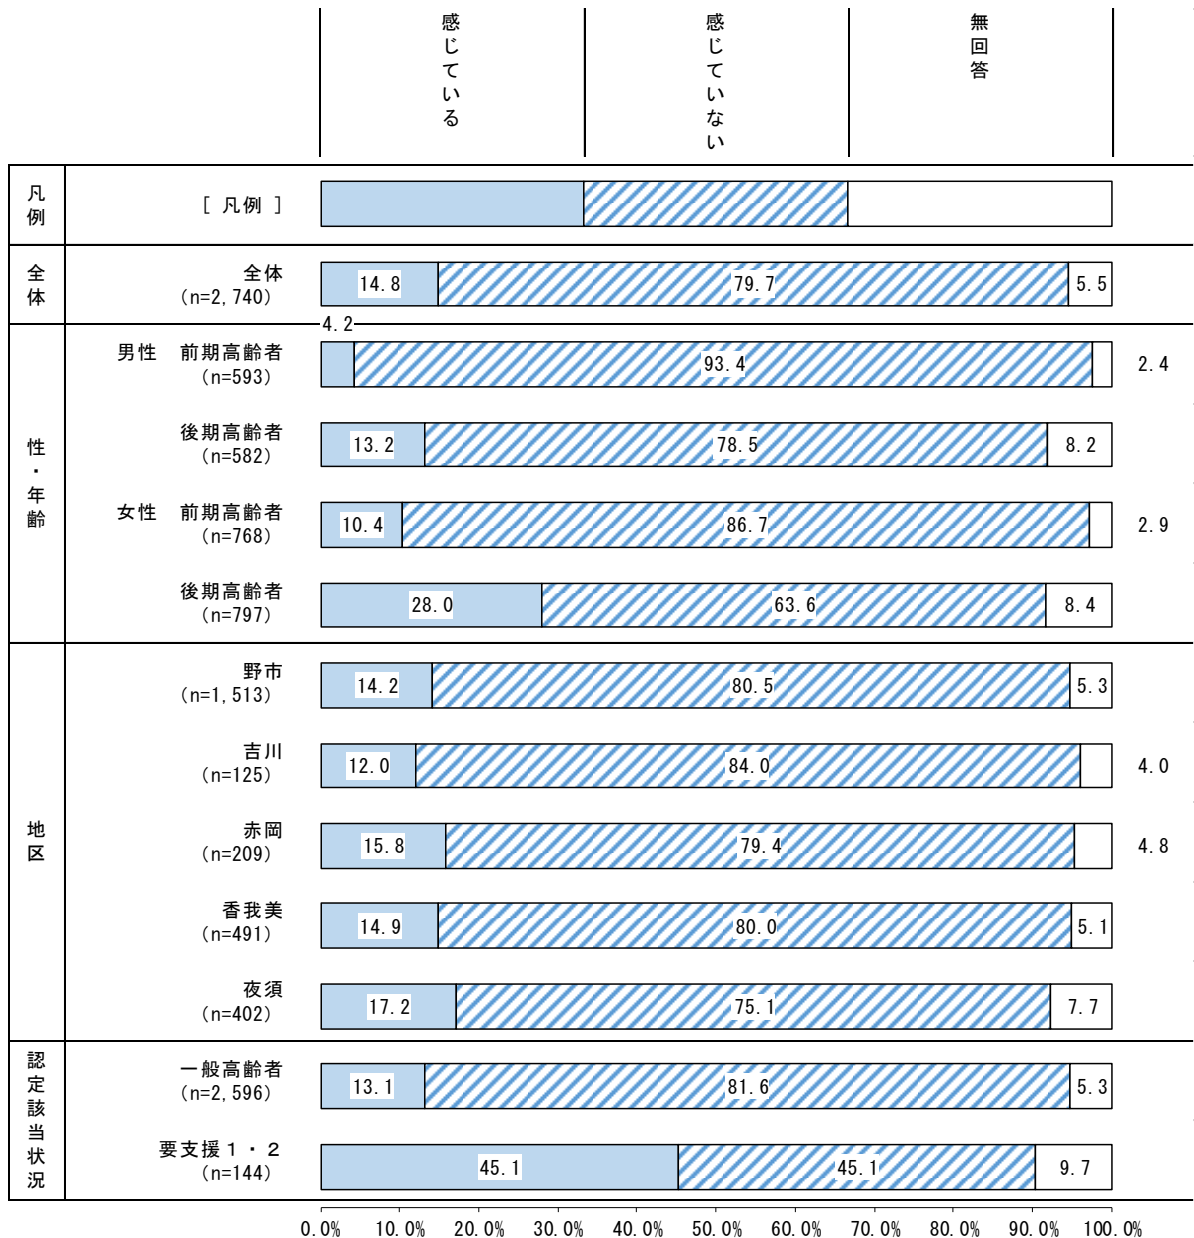 感じている
感じていない
無回答
凡例
［ 凡例 ］
全体
全体
（n=2,740）
14.8
79.7
5.5
性・年齢
男性　前期高齢者
（n=593）
4.2
93.4
2.4
後期高齢者
（n=582）
13.2
78.5
8.2
女性　前期高齢者
（n=768）
10.4
86.7
2.9
後期高齢者
（n=797）
28.0
63.6
8.4
地区
野市
（n=1,513）
14.2
80.5
5.3
吉川
（n=125）
12.0
84.0
4.0
赤岡
（n=209）
15.8
79.4
4.8
香我美
（n=491）
14.9
80.0
5.1
夜須
（n=402）
17.2
75.1
7.7
認定該当状況
一般高齢者
（n=2,596）
13.1
81.6
5.3
要支援１・２
（n=144）
45.1
45.1
9.7
0.0% 10.0% 20.0% 30.0% 40.0% 50.0% 60.0% 70.0% 80.0% 90.0% 100.0%